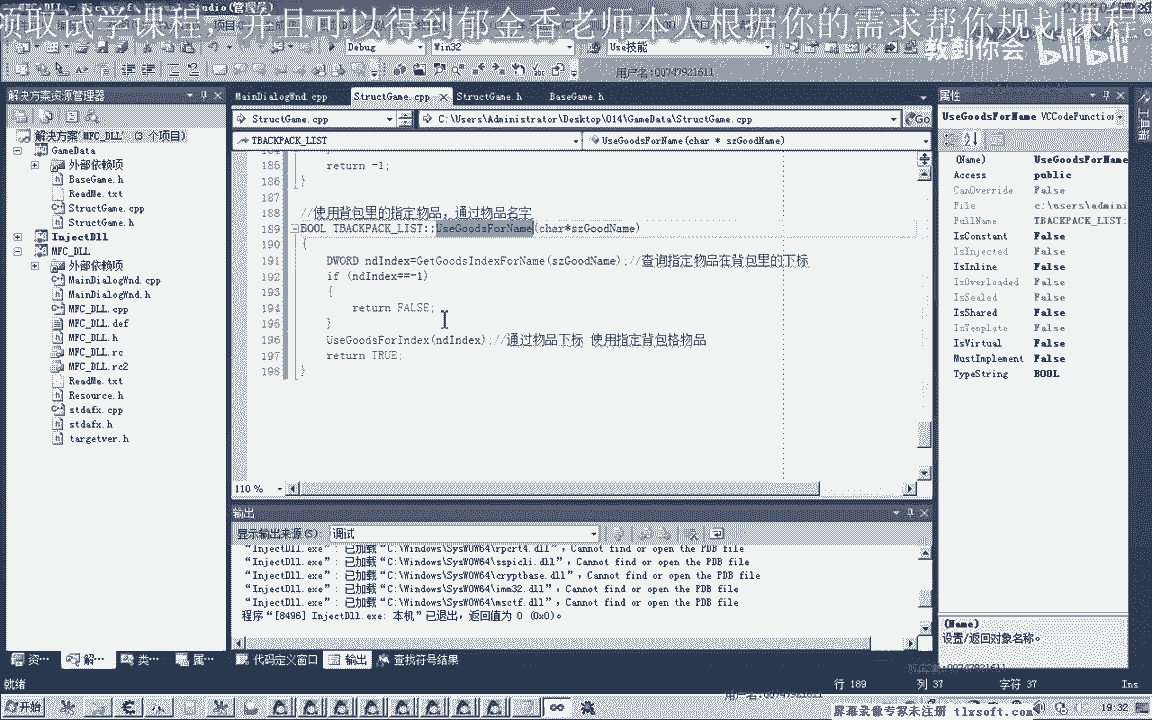 领取试学课程，并且可以得到郁金香老师本人根据你的需求帮你规划课程。
教到你会 bilibili
Debug Win32 Use技能
用户名:00747921611
解决方案资源管理器
MainDialogWnd.cpp StructGame.cpp StructGame.h BaseGame.h
属性
StructGame.cpp C:\Users\Administrator\Desktop\014\GameData\StructGame.cpp Go
UseGoodsForName VCCodeFunction
工具箱
解决方案"MFC_DLL" (3 个项目)
GameData
外部依赖项
BaseGame.h
ReadMe.txt
StructGame.cpp
StructGame.h
InjectDll
MFC_DLL
外部依赖项
MainDialogWnd.cpp
MainDialogWnd.h
MFC_DLL.cpp
MFC_DLL.def
MFC_DLL.h
MFC_DLL.rc
MFC_DLL.rc2
ReadMe.txt
Resource.h
stdafx.cpp
stdafx.h
targetver.h
TBACKPACK_LIST UseGoodsForName(char * szGoodName)
185 return -1;
186 }
187
188 //使用背包里的指定物品，通过物品名字
189 BOOL TBACKPACK_LIST::UseGoodsForName(char*szGoodName)
190 {
191 DWORD ndIndex=GetGoodsIndexForName(szGoodName);//查询指定物品在背包里的下标
192 if (ndIndex==-1)
193 {
194 return FALSE;
195 }
196 UseGoodsForIndex(ndIndex);//通过物品下标 使用指定背包格物品
197 return TRUE;
198 }
110 %
(Name) UseGoodsForName
Access public
CanOverride False
File c:\users\admini
FullName TBACKPACK_LIST:
IsConstant False
IsInjected False
IsInline False
IsOverloaded False
IsSealed False
IsShared False
IsTemplate False
IsVirtual False
MustImplement False
TypeString BOOL
(Name)
设置/返回对象名称。
输出
显示输出来源(S): 调试
"InjectDll.exe": 已加载"C:\Windows\SysWOW64\rpcrt4.dll"，Cannot find or open the PDB file
"InjectDll.exe": 已加载"C:\Windows\SysWOW64\sspicli.dll"，Cannot find or open the PDB file
"InjectDll.exe": 已加载"C:\Windows\SysWOW64\cryptbase.dll"，Cannot find or open the PDB file
"InjectDll.exe": 已加载"C:\Windows\SysWOW64\imm32.dll"，Cannot find or open the PDB file
"InjectDll.exe": 已加载"C:\Windows\SysWOW64\msctf.dll"，Cannot find or open the PDB file
程序"[8496] InjectDll.exe: 本机"已退出，返回值为 0 (0x0)。
资… 解… 类… 属… 代码定义窗口 输出 查找符号结果
就绪 行 189 列 37 字符 37 Ins
开始
屏幕录像专家未注册 tlxsoft.com 19:32